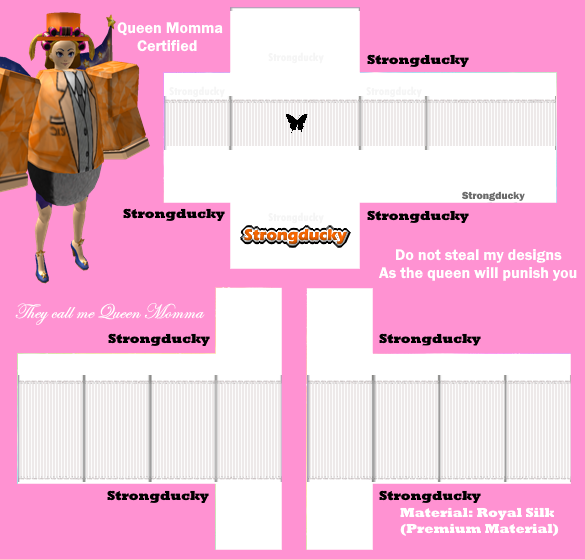 Queen Momma
Certified
Strongducky
Strongducky
Strongducky
Strongducky
Strongducky
Strongducky
Strongducky
Strongducky
Strongducky
Do not steal my designs
As the queen will punish you
They call me Queen Momma
Strongducky
Strongducky
Strongducky
Strongducky
Material: Royal Silk
(Premium Material)